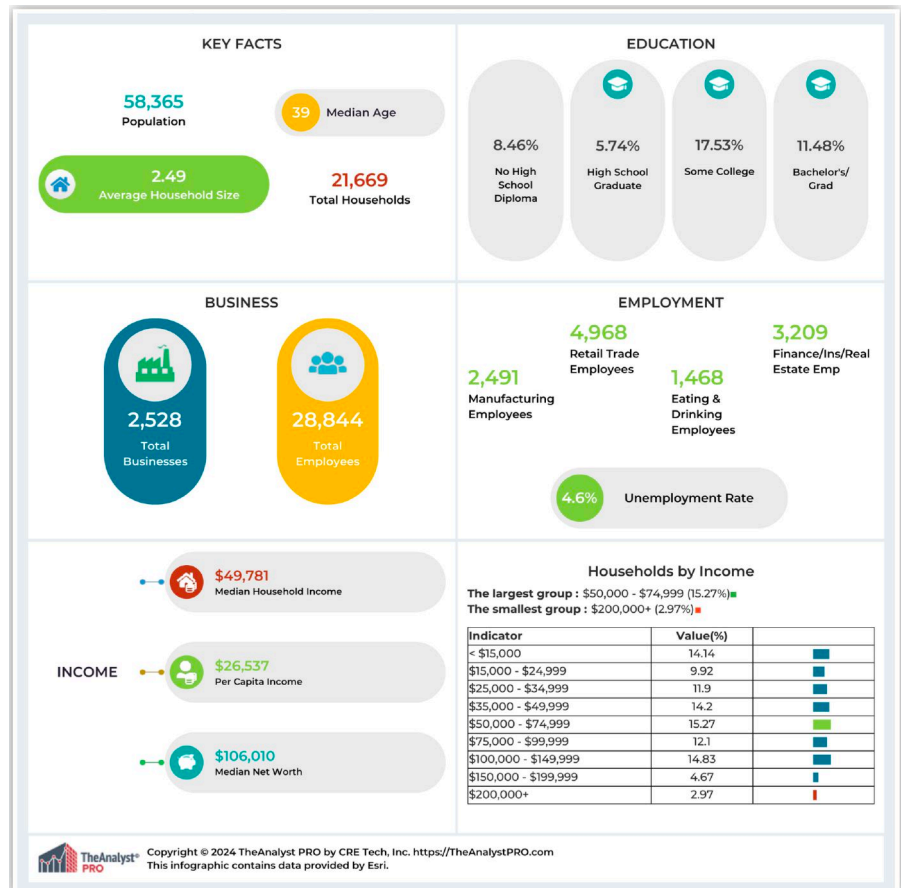 KEY FACTS
58,365
Population
39
Median Age
2.49
Average Household Size
21,669
Total Households
EDUCATION
8.46%
No High
School
Diploma
5.74%
High School
Graduate
17.53%
Some College
11.48%
Bachelor's/
Grad
BUSINESS
2,528
Total
Businesses
28,844
Total
Employees
EMPLOYMENT
2,491
Manufacturing
Employees
4,968
Retail Trade
Employees
1,468
Eating &
Drinking
Employees
3,209
Finance/Ins/Real
Estate Emp
4.6%
Unemployment Rate
INCOME
$49,781
Median Household Income
$26,537
Per Capita Income
$106,010
Median Net Worth
Households by Income
The largest group : $50,000 - $74,999 (15.27%)
The smallest group : $200,000+ (2.97%)
Indicator Value(%)
< $15,000 14.14
$15,000 - $24,999 9.92
$25,000 - $34,999 11.9
$35,000 - $49,999 14.2
$50,000 - $74,999 15.27
$75,000 - $99,999 12.1
$100,000 - $149,999 14.83
$150,000 - $199,999 4.67
$200,000+ 2.97
TheAnalyst®
PRO
Copyright © 2024 TheAnalyst PRO by CRE Tech, Inc. https://TheAnalystPRO.com
This infographic contains data provided by Esri.